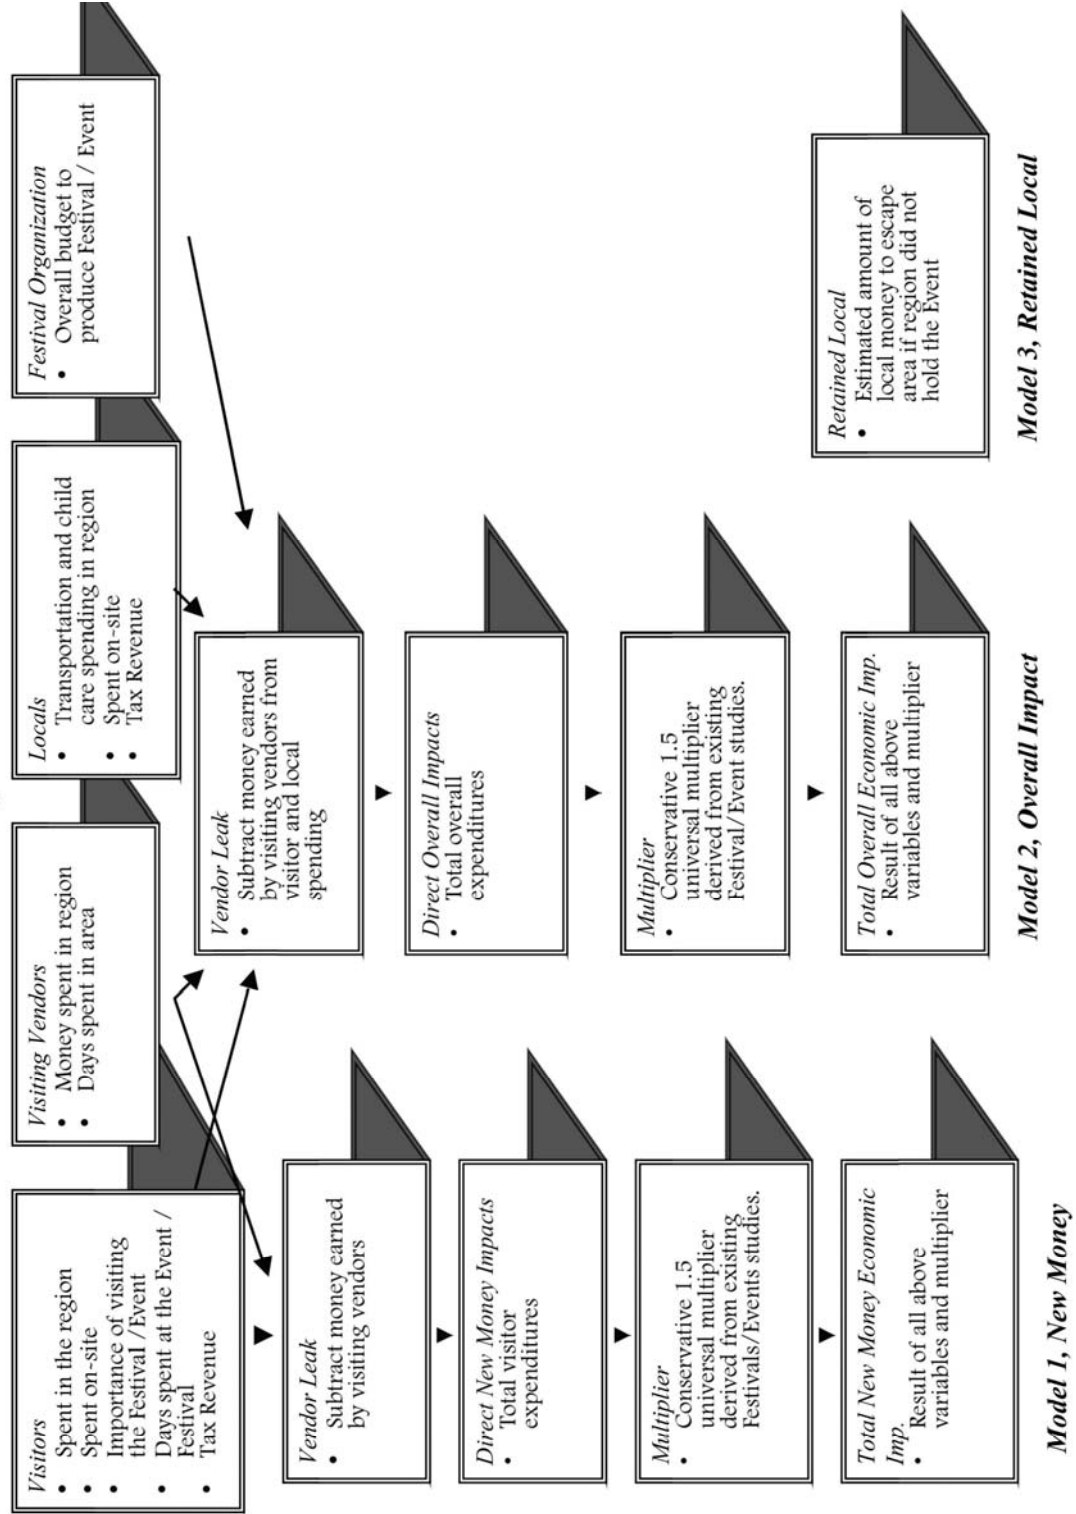 Visitors
• Spent in the region
• Spent on-site
• Importance of visiting
the Festival /Event
• Days spent at the Event /
Festival
• Tax Revenue
Visiting Vendors
• Money spent in region
• Days spent in area
Locals
• Transportation and child
care spending in region
• Spent on-site
• Tax Revenue
Festival Organization
• Overall budget to
produce Festival / Event
Vendor Leak
• Subtract money earned
by visiting vendors
Direct New Money Impacts
• Total visitor
expenditures
Multiplier
• Conservative 1.5
universal multiplier
derived from existing
Festivals/Events studies.
Total New Money Economic
Imp.
• Result of all above
variables and multiplier
Model 1, New Money
Vendor Leak
• Subtract money earned
by visiting vendors from
visitor and local
spending
Direct Overall Impacts
• Total overall
expenditures
Multiplier
• Conservative 1.5
universal multiplier
derived from existing
Festival/Event studies.
Total Overall Economic Imp.
• Result of all above
variables and multiplier
Model 2, Overall Impact
Retained Local
• Estimated amount of
local money to escape
area if region did not
hold the Event
Model 3, Retained Local